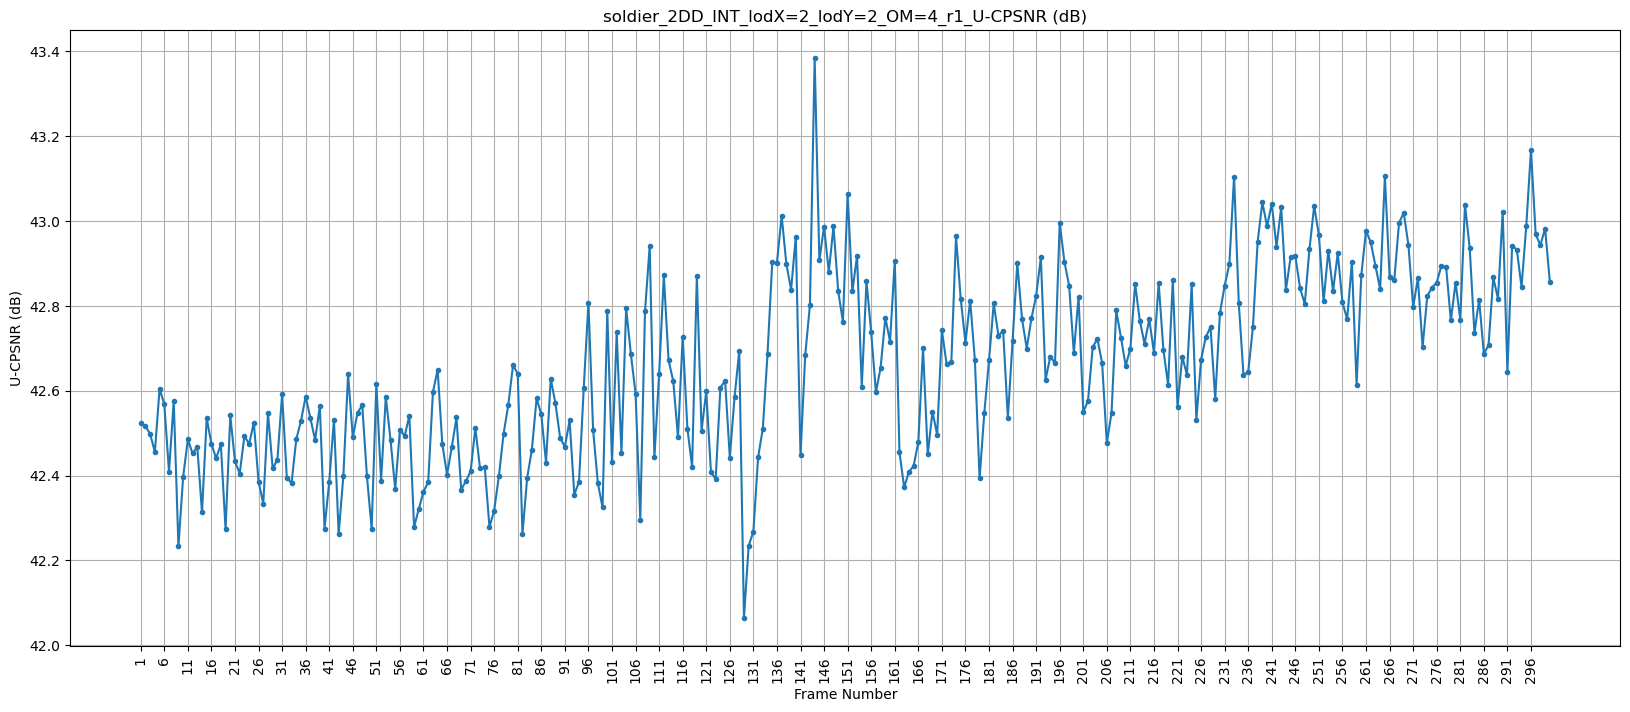 soldier_2DD_INT_lodX=2_lodY=2_OM=4_r1_U-CPSNR (dB)
43.4
43.2
43.0
42.8
42.6
42.4
42.2
42.0
U-CPSNR (dB)
1 6 11 16 21 26 31 36 41 46 51 56 61 66 71 76 81 86 91 96 101 106 111 116 121 126 131 136 141 146 151 156 161 166 171 176 181 186 191 196 201 206 211 216 221 226 231 236 241 246 251 256 261 266 271 276 281 286 291 296
Frame Number